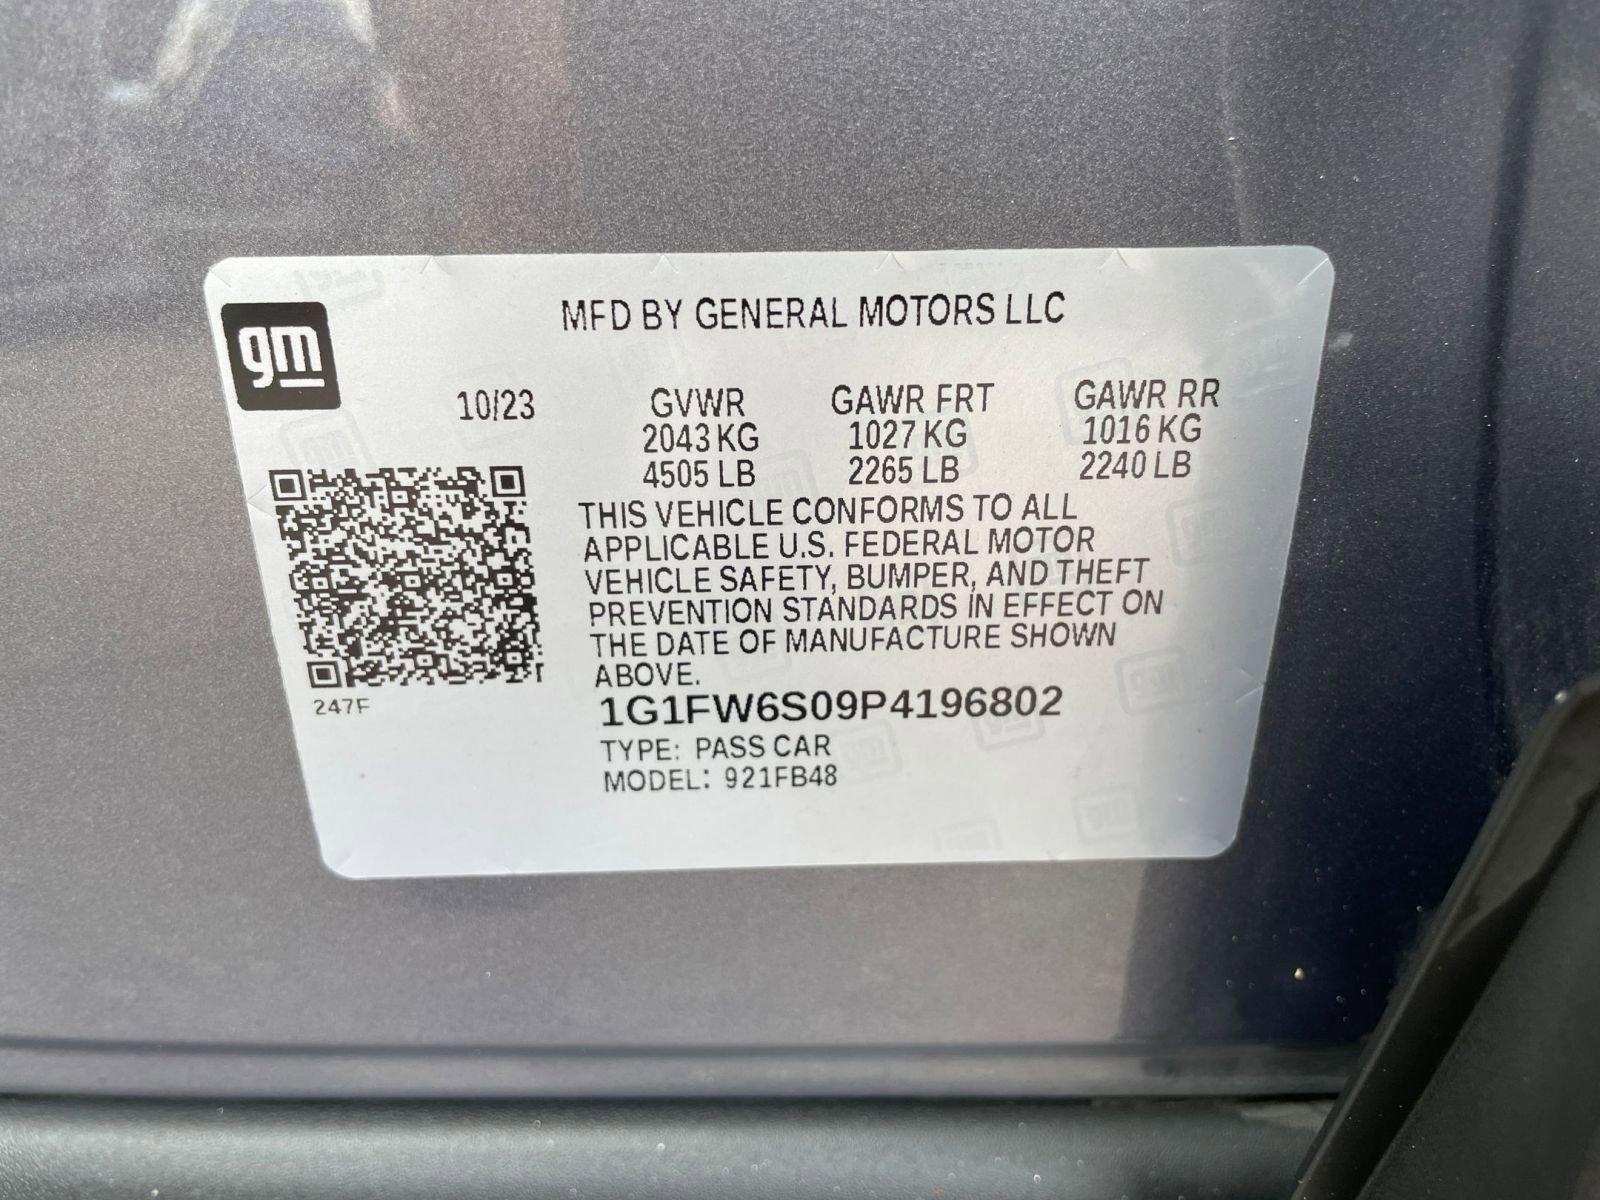 gm
MFD BY GENERAL MOTORS LLC
10/23 GVWR GAWR FRT GAWR RR
2043 KG 1027 KG 1016 KG
4505 LB 2265 LB 2240 LB
THIS VEHICLE CONFORMS TO ALL
APPLICABLE U.S. FEDERAL MOTOR
VEHICLE SAFETY, BUMPER, AND THEFT
PREVENTION STANDARDS IN EFFECT ON
THE DATE OF MANUFACTURE SHOWN
ABOVE.
247F
1G1FW6S09P4196802
TYPE: PASS CAR
MODEL: 921FB48